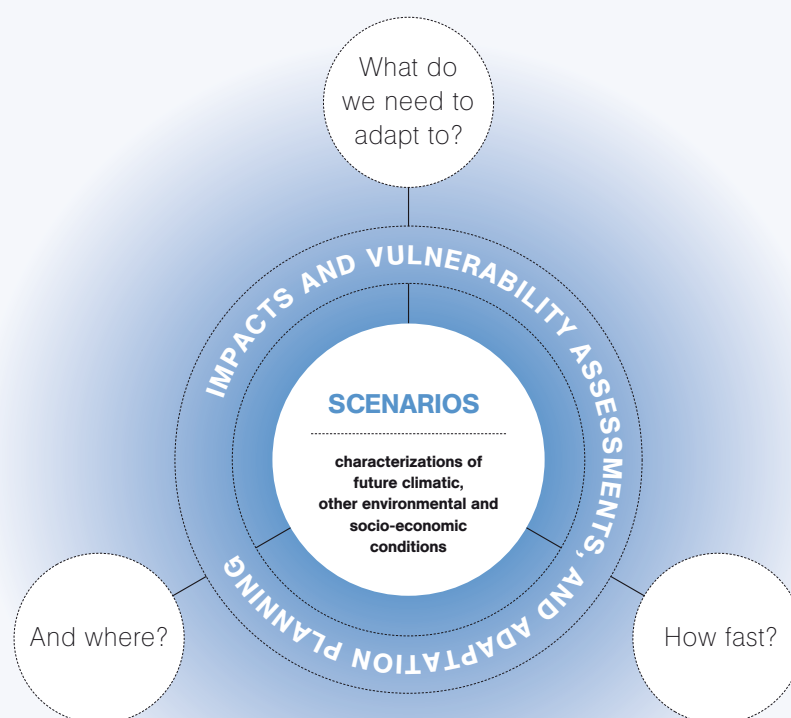 What do
we need to
adapt to?
IMPACTS AND VULNERABILITY ASSESSMENTS, AND ADAPTATION PLANNING
SCENARIOS
characterizations of
future climatic,
other environmental and
socio-economic
conditions
And where?
How fast?